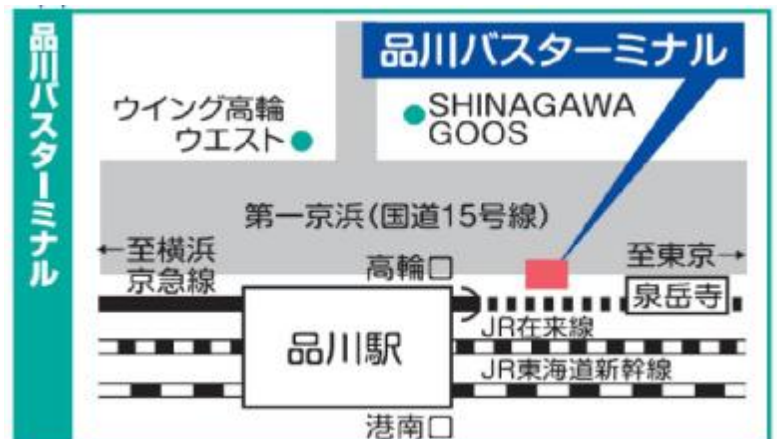 品川バスターミナル
品川バスターミナル
ウイング高輪
ウエスト
SHINAGAWA
GOOS
第一京浜(国道15号線)
←至横浜
京急線
高輪口
至東京→
泉岳寺
品川駅
JR在来線
JR東海道新幹線
港南口